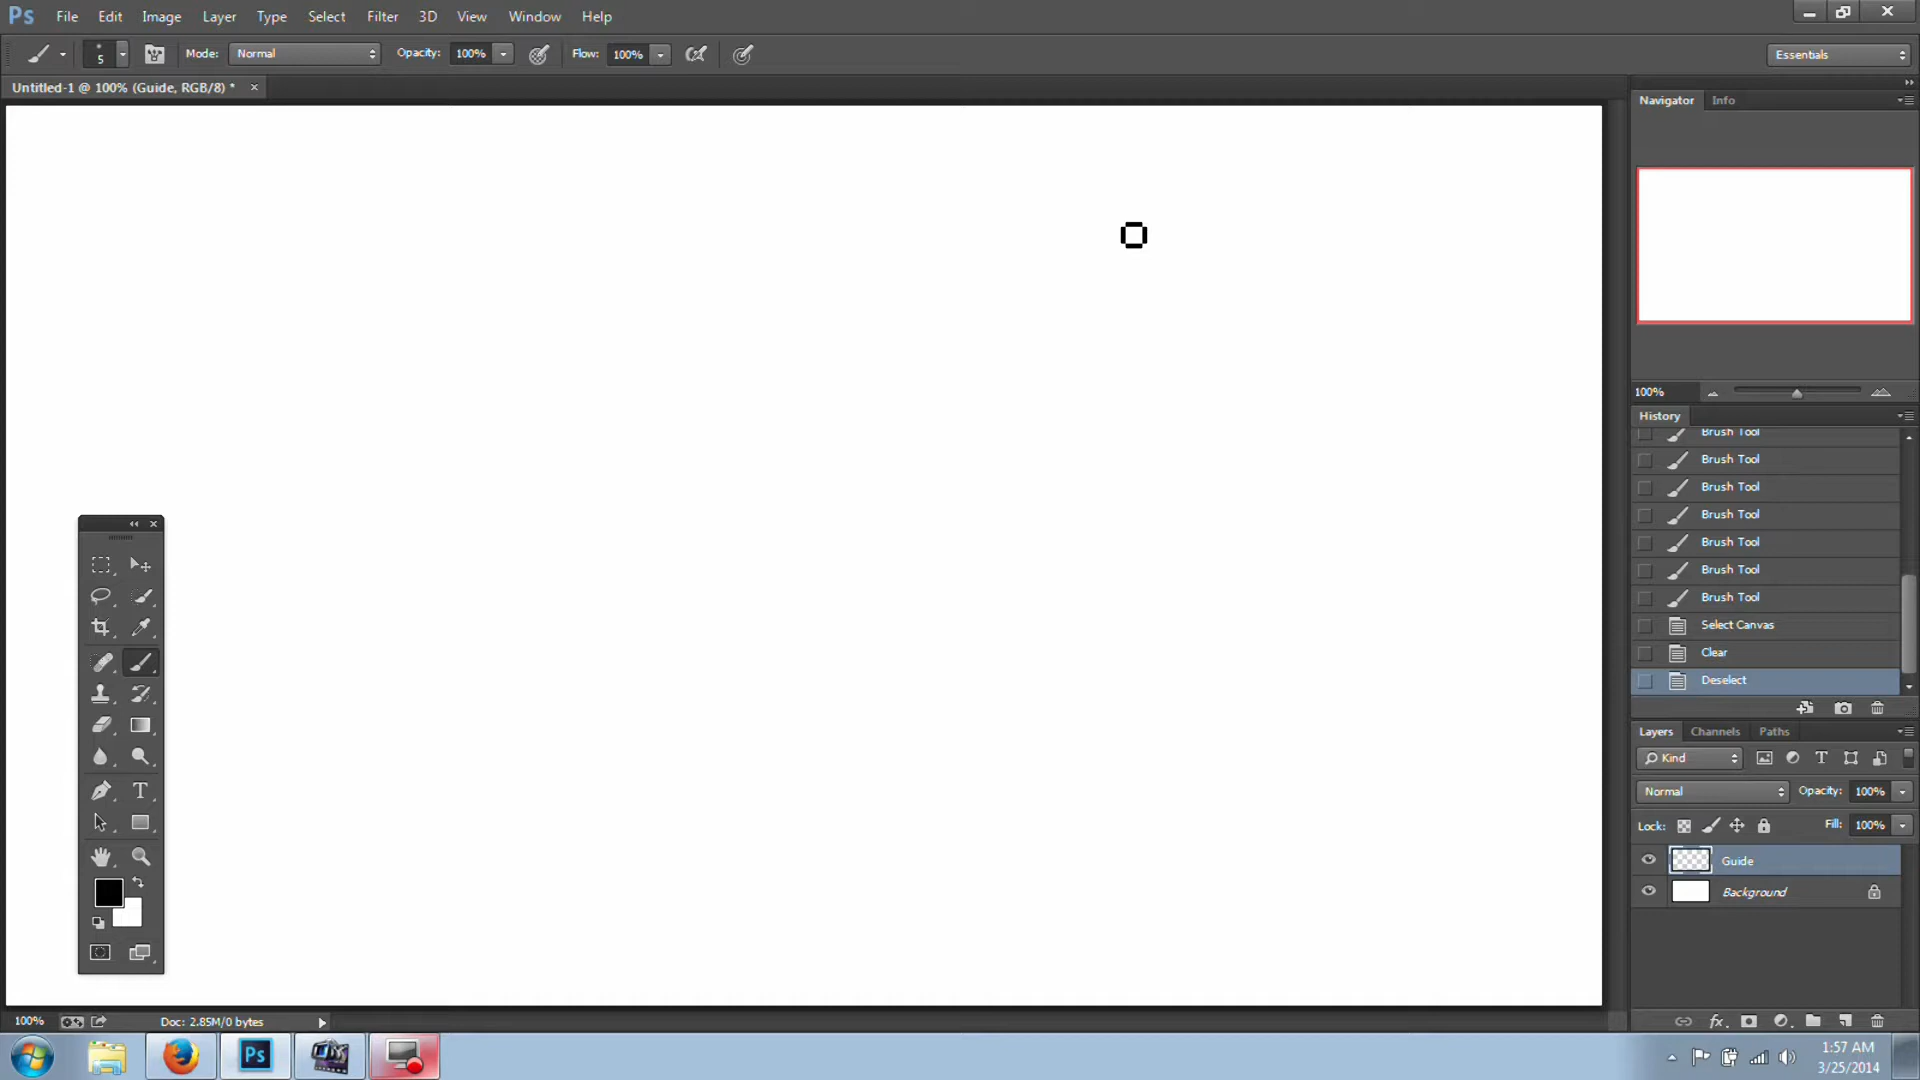 Ps File Edit Image Layer Type Select Filter 3D View Window Help
5 Mode: Normal Opacity: 100% Flow: 100% Essentials
Untitled-1 @ 100% (Guide, RGB/8) *
Navigator Info
100%
History
Brush Tool
Brush Tool
Brush Tool
Brush Tool
Brush Tool
Brush Tool
Brush Tool
Select Canvas
Clear
Deselect
Layers Channels Paths
Kind
Normal Opacity: 100%
Lock: Fill: 100%
Guide
Background
100% Doc: 2.85M/0 bytes
Ps
1:57 AM
3/25/2014